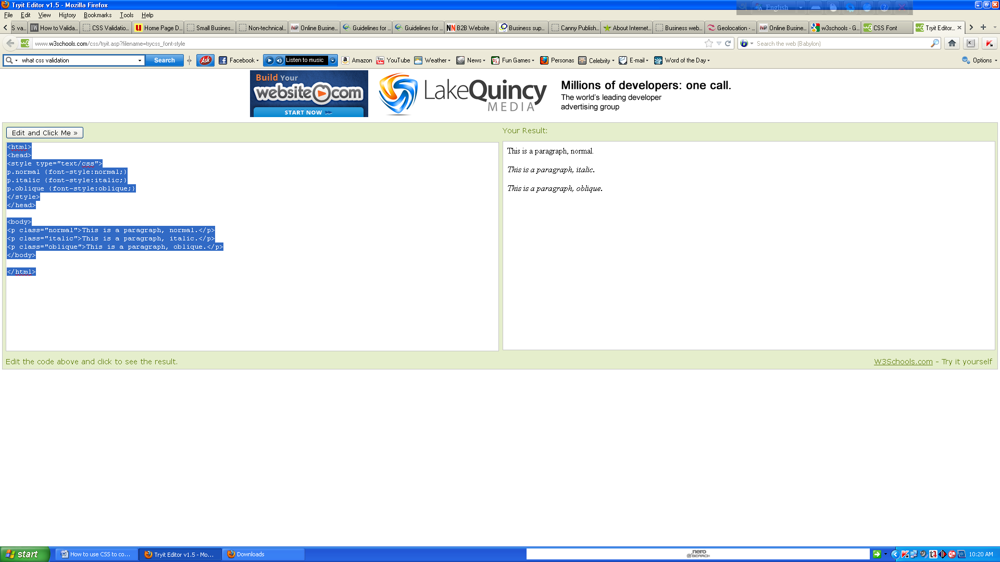 Tryit Editor v1.5 - Mozilla Firefox
English
File Edit View History Bookmarks Tools Help
S va... How to Valida... CSS Validatio... Home Page D... Small Busines... Non-technical... Online Busine... Guidelines for ... Guidelines for ... B2B Website ... Business sup... Canny Publish... About Internet... Business web... Geolocation - ... Online Busine... w3schools - G... CSS Font Tryit Editor...
www.w3schools.com/css/tryit.asp?filename=trycss_font-style
Search the web (Babylon)
what css validation Search Ask Facebook Listen to music Amazon YouTube Weather News Fun Games Personas Celebrity E-mail Word of the Day Options
Build Your
website.com
START NOW
LakeQuincy
MEDIA
Millions of developers: one call.
The world's leading developer
advertising group
Edit and Click Me »
Your Result:
<html>
<head>
<style type="text/css">
p.normal {font-style:normal;}
p.italic {font-style:italic;}
p.oblique {font-style:oblique;}
</style>
</head>
<body>
<p class="normal">This is a paragraph, normal.</p>
<p class="italic">This is a paragraph, italic.</p>
<p class="oblique">This is a paragraph, oblique.</p>
</body>
</html>
This is a paragraph, normal.
This is a paragraph, italic.
This is a paragraph, oblique.
Edit the code above and click to see the result.
W3Schools.com - Try it yourself
start How to use CSS to co... Tryit Editor v1.5 - Mo... Downloads
nero
SEARCH
10:20 AM